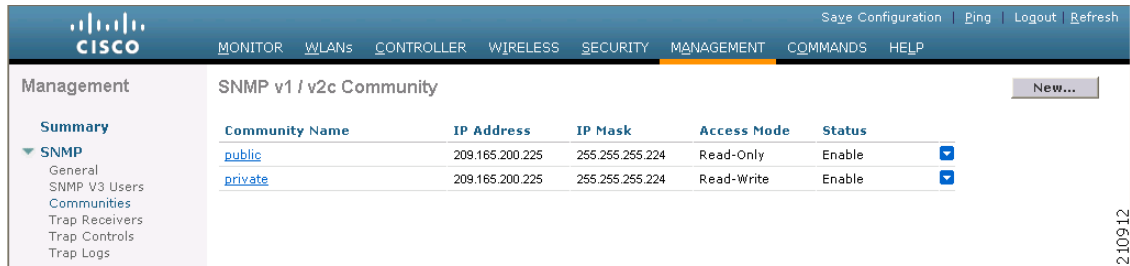 Save Configuration | Ping | Logout | Refresh
CISCO
MONITOR WLANs CONTROLLER WIRELESS SECURITY MANAGEMENT COMMANDS HELP
Management
Summary
SNMP
General
SNMP V3 Users
Communities
Trap Receivers
Trap Controls
Trap Logs
SNMP v1 / v2c Community
New...
Community Name IP Address IP Mask Access Mode Status
public 209.165.200.225 255.255.255.224 Read-Only Enable
private 209.165.200.225 255.255.255.224 Read-Write Enable
210912